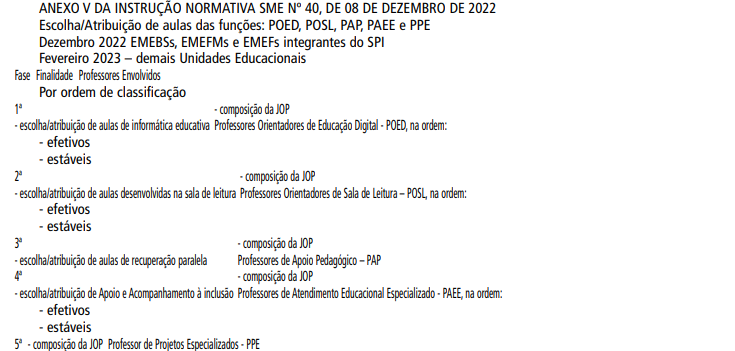 ANEXO V DA INSTRUÇÃO NORMATIVA SME Nº 40, DE 08 DE DEZEMBRO DE 2022
Escolha/Atribuição de aulas das funções: POED, POSL, PAP, PAEE e PPE
Dezembro 2022 EMEBSs, EMEFMs e EMEFs integrantes do SPI
Fevereiro 2023 – demais Unidades Educacionais
Fase Finalidade Professores Envolvidos
Por ordem de classificação
1ª - composição da JOP
- escolha/atribuição de aulas de informática educativa Professores Orientadores de Educação Digital - POED, na ordem:
- efetivos
- estáveis
2ª - composição da JOP
- escolha/atribuição de aulas desenvolvidas na sala de leitura Professores Orientadores de Sala de Leitura – POSL, na ordem:
- efetivos
- estáveis
3ª - composição da JOP
- escolha/atribuição de aulas de recuperação paralela Professores de Apoio Pedagógico – PAP
4ª - composição da JOP
- escolha/atribuição de Apoio e Acompanhamento à inclusão Professores de Atendimento Educacional Especializado - PAEE, na ordem:
- efetivos
- estáveis
5ª - composição da JOP Professor de Projetos Especializados - PPE